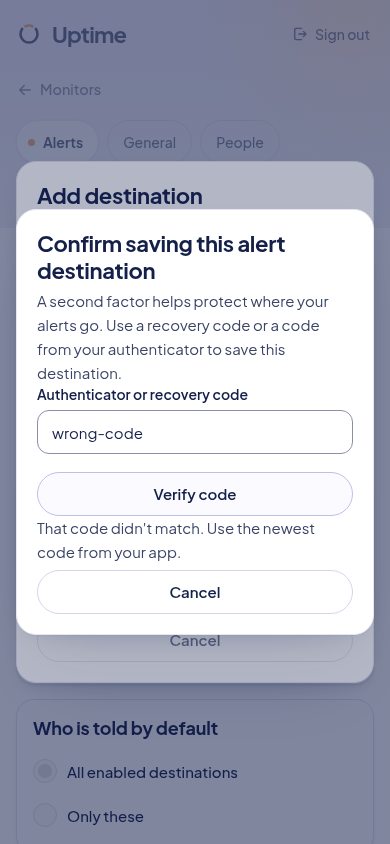 Uptime
Sign out
Monitors
Alerts
General
People
Add destination
Confirm saving this alert
destination
A second factor helps protect where your
alerts go. Use a recovery code or a code
from your authenticator to save this
destination.
Authenticator or recovery code
wrong-code
Verify code
That code didn't match. Use the newest
code from your app.
Cancel
Cancel
Who is told by default
All enabled destinations
Only these